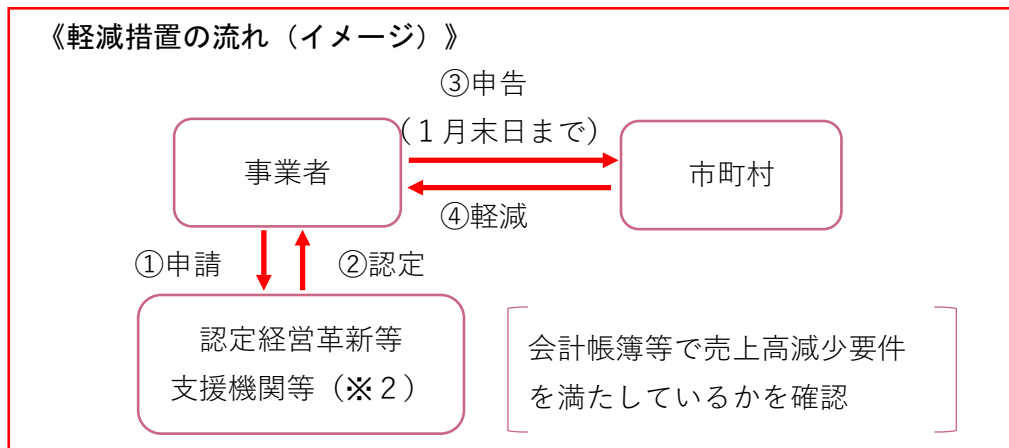 《軽減措置の流れ（イメージ）》
③申告
（１月末日まで）
事業者
市町村
④軽減
①申請
②認定
認定経営革新等
支援機関等（※２）
会計帳簿等で売上高減少要件
を満たしているかを確認